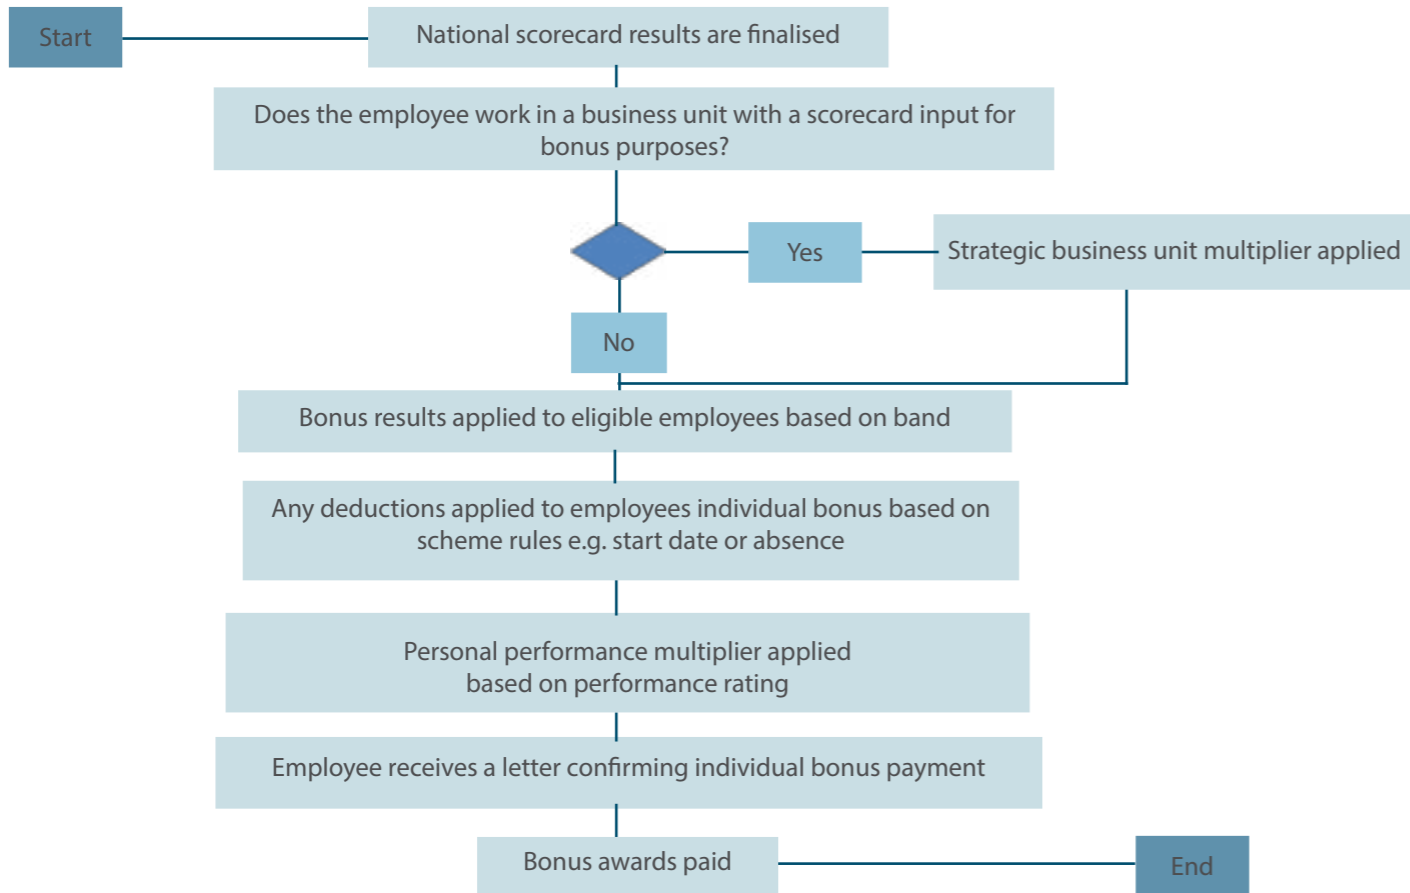 Start
National scorecard results are finalised
Does the employee work in a business unit with a scorecard input for
bonus purposes?
Yes
Strategic business unit multiplier applied
No
Bonus results applied to eligible employees based on band
Any deductions applied to employees individual bonus based on
scheme rules e.g. start date or absence
Personal performance multiplier applied
based on performance rating
Employee receives a letter confirming individual bonus payment
Bonus awards paid
End